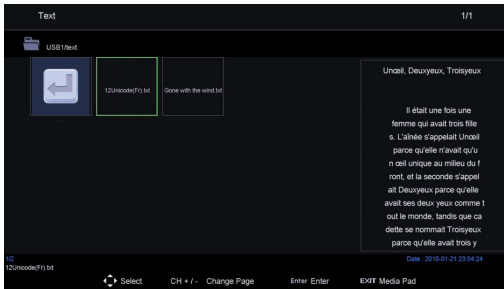 Text 1/1
USB1/text
12Unicode(Fr).txt
Gone with the wind.txt
...
Unœil, Deuxyeux, Troisyeux
Il était une fois une
femme qui avait trois fille
s. L'aînée s'appelait Unœil
parce qu'elle n'avait qu'u
n œil unique au milieu du f
ront, et la seconde s'appel
ait Deuxyeux parce qu'elle
avait ses deux yeux comme t
out le monde, tandis que ca
dette se nommait Troisyeux
parce qu'elle avait trois y
1/2
Date : 2010-01-21 23:04:24
12Unicode(Fr).txt
Select CH + / - Change Page Enter Enter EXIT Media Pad